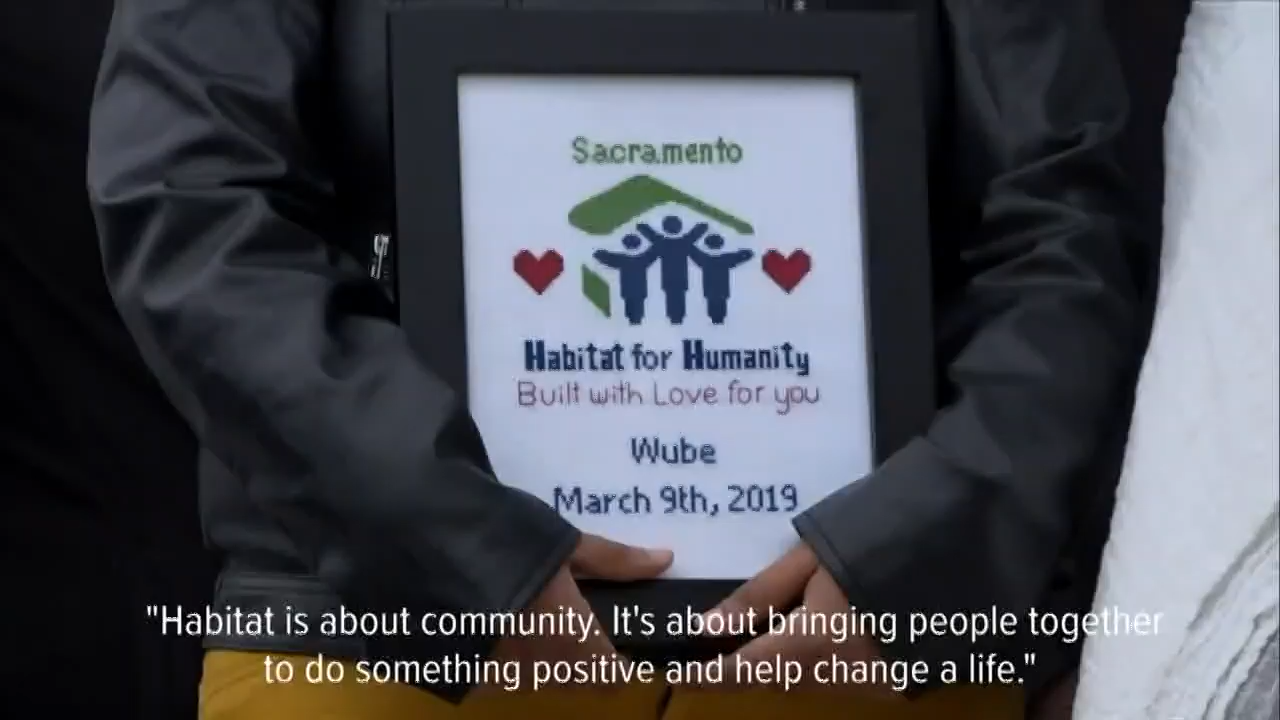 Sacramento
Habitat for Humanity
Built with Love for you
Wube
March 9th, 2019
"Habitat is about community. It's about bringing people together
to do something positive and help change a life."